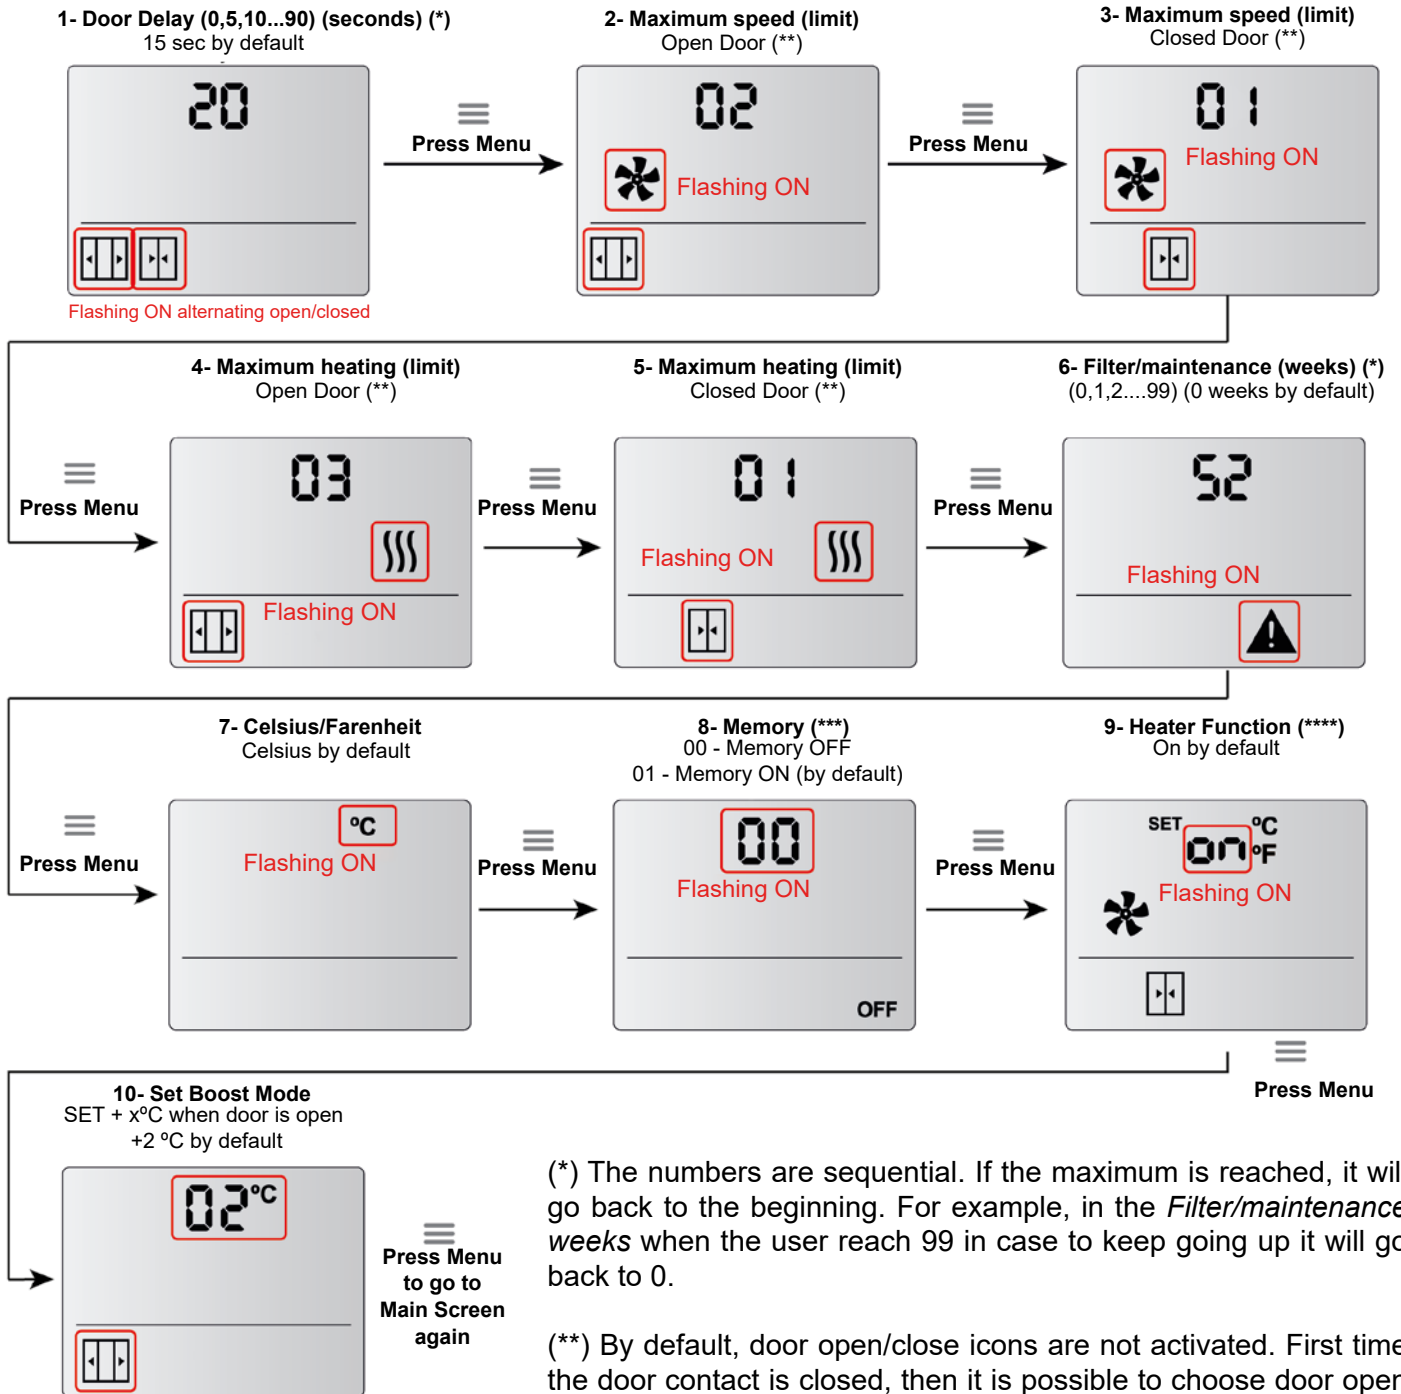 1- Door Delay (0,5,10...90) (seconds) (*)
15 sec by default
20
Flashing ON alternating open/closed
Press Menu
2- Maximum speed (limit)
Open Door (**)
02
Flashing ON
Press Menu
3- Maximum speed (limit)
Closed Door (**)
01
Flashing ON
Press Menu
4- Maximum heating (limit)
Open Door (**)
03
Flashing ON
Press Menu
5- Maximum heating (limit)
Closed Door (**)
01
Flashing ON
Press Menu
6- Filter/maintenance (weeks) (*)
(0,1,2....99) (0 weeks by default)
52
Flashing ON
Press Menu
7- Celsius/Farenheit
Celsius by default
ºC
Flashing ON
Press Menu
8- Memory (***)
00 - Memory OFF
01 - Memory ON (by default)
00
Flashing ON
OFF
Press Menu
9- Heater Function (****)
On by default
SET on ºC
ºF
Flashing ON
Press Menu
10- Set Boost Mode
SET + xºC when door is open
+2 ºC by default
02ºC
Press Menu
to go to
Main Screen
again
(*) The numbers are sequential. If the maximum is reached, it will
go back to the beginning. For example, in the Filter/maintenance
weeks when the user reach 99 in case to keep going up it will go
back to 0.
(**) By default, door open/close icons are not activated. First time
the door contact is closed, then it is possible to choose door open